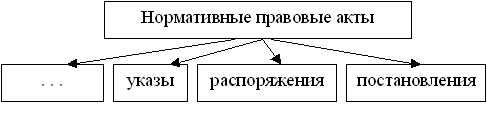 Нормативные правовые акты
. . .
указы
распоряжения
постановления